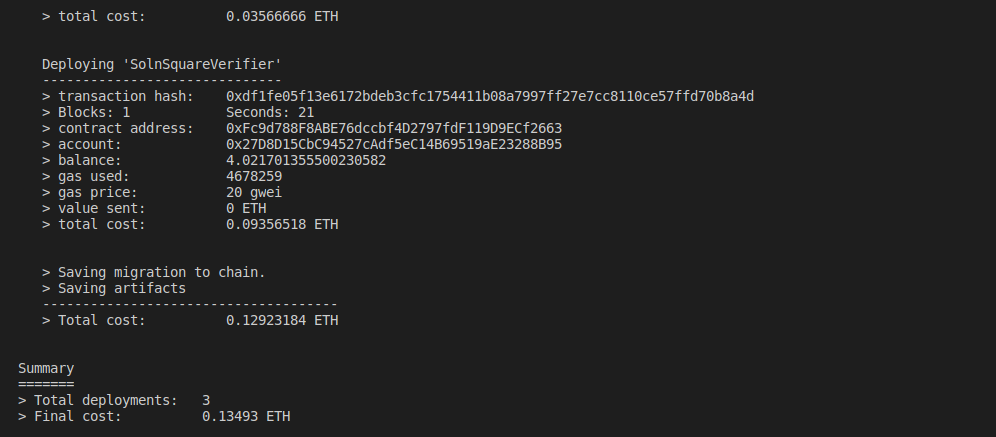 > total cost: 0.03566666 ETH
Deploying 'SolnSquareVerifier'
------------------------------
> transaction hash: 0xdf1fe05f13e6172bdeb3cfc1754411b08a7997ff27e7cc8110ce57ffd70b8a4d
> Blocks: 1 Seconds: 21
> contract address: 0xFc9d788F8ABE76dccbf4D2797fdF119D9ECf2663
> account: 0x27D8D15CbC94527cAdf5eC14B69519aE23288B95
> balance: 4.021701355500230582
> gas used: 4678259
> gas price: 20 gwei
> value sent: 0 ETH
> total cost: 0.09356518 ETH
> Saving migration to chain.
> Saving artifacts
-------------------------------------
> Total cost: 0.12923184 ETH
Summary
=======
> Total deployments: 3
> Final cost: 0.13493 ETH